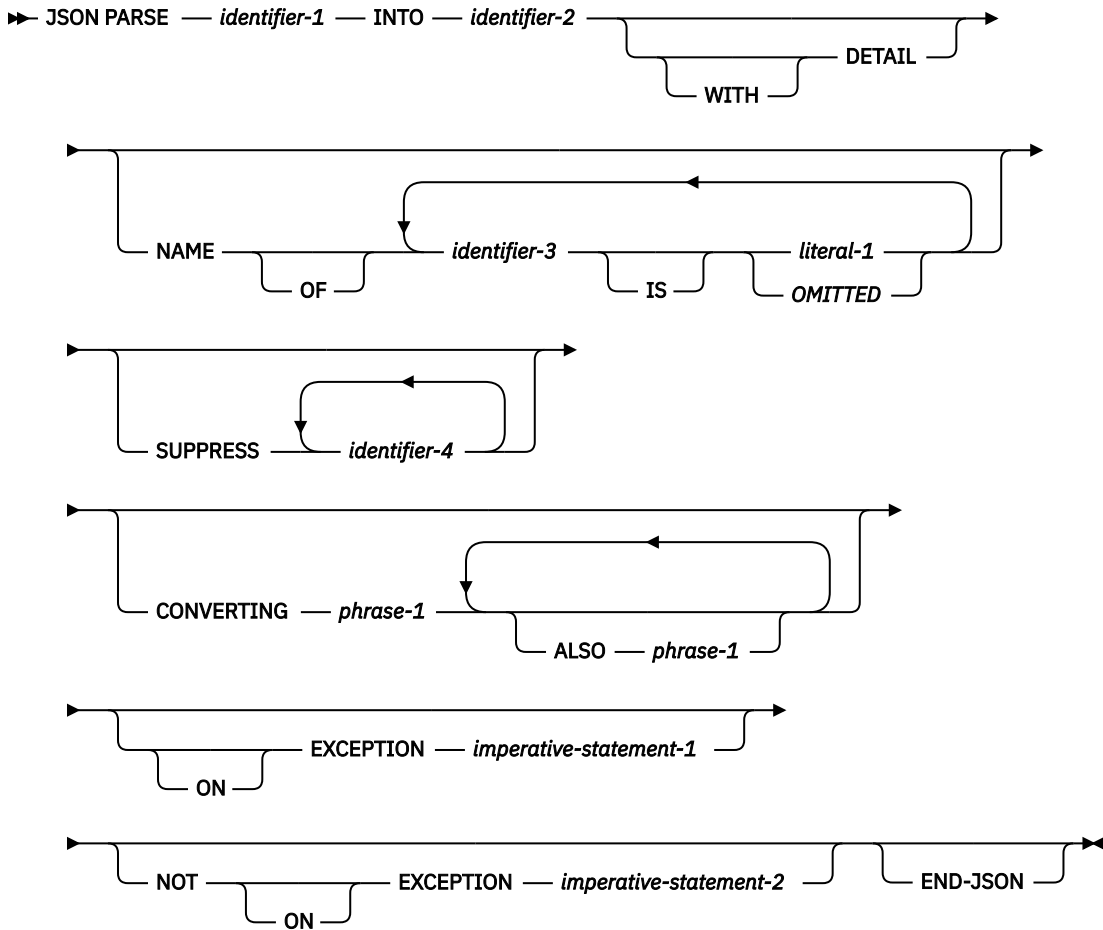 JSON PARSE identifier-1 INTO identifier-2
DETAIL
WITH
NAME identifier-3 literal-1
OF IS OMITTED
SUPPRESS identifier-4
CONVERTING phrase-1
ALSO phrase-1
EXCEPTION imperative-statement-1
ON
NOT EXCEPTION imperative-statement-2 END-JSON
ON